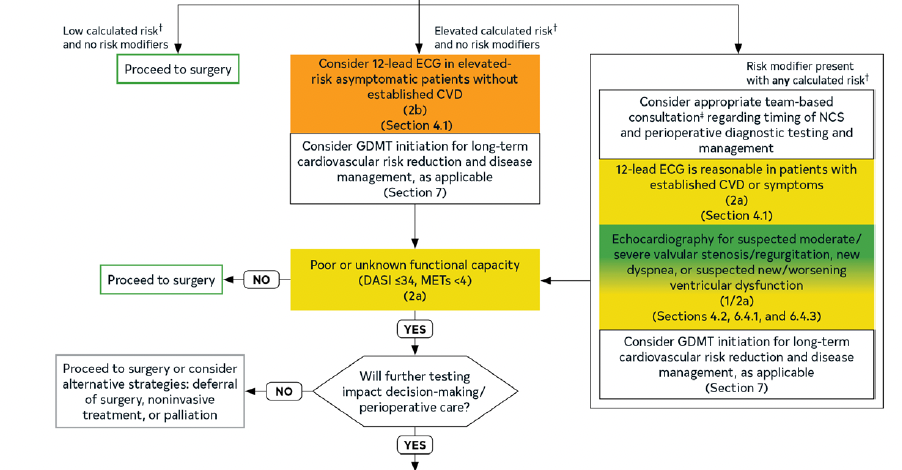 Low calculated risk†
and no risk modifiers
Elevated calculated risk†
and no risk modifiers
Proceed to surgery
Consider 12-lead ECG in elevated-
risk asymptomatic patients without
established CVD
(2b)
(Section 4.1)
Consider GDMT initiation for long-term
cardiovascular risk reduction and disease
management, as applicable
(Section 7)
Risk modifier present
with any calculated risk†
Consider appropriate team-based
consultation‡ regarding timing of NCS
and perioperative diagnostic testing and
management
12-lead ECG is reasonable in patients with
established CVD or symptoms
(2a)
(Section 4.1)
Echocardiography for suspected moderate/
severe valvular stenosis/regurgitation, new
dyspnea, or suspected new/worsening
ventricular dysfunction
(1/2a)
(Sections 4.2, 6.4.1, and 6.4.3)
Consider GDMT initiation for long-term
cardiovascular risk reduction and disease
management, as applicable
(Section 7)
Proceed to surgery
NO
Poor or unknown functional capacity
(DASI ≤34, METs <4)
(2a)
YES
Proceed to surgery or consider
alternative strategies: deferral
of surgery, noninvasive
treatment, or palliation
NO
Will further testing
impact decision-making/
perioperative care?
YES